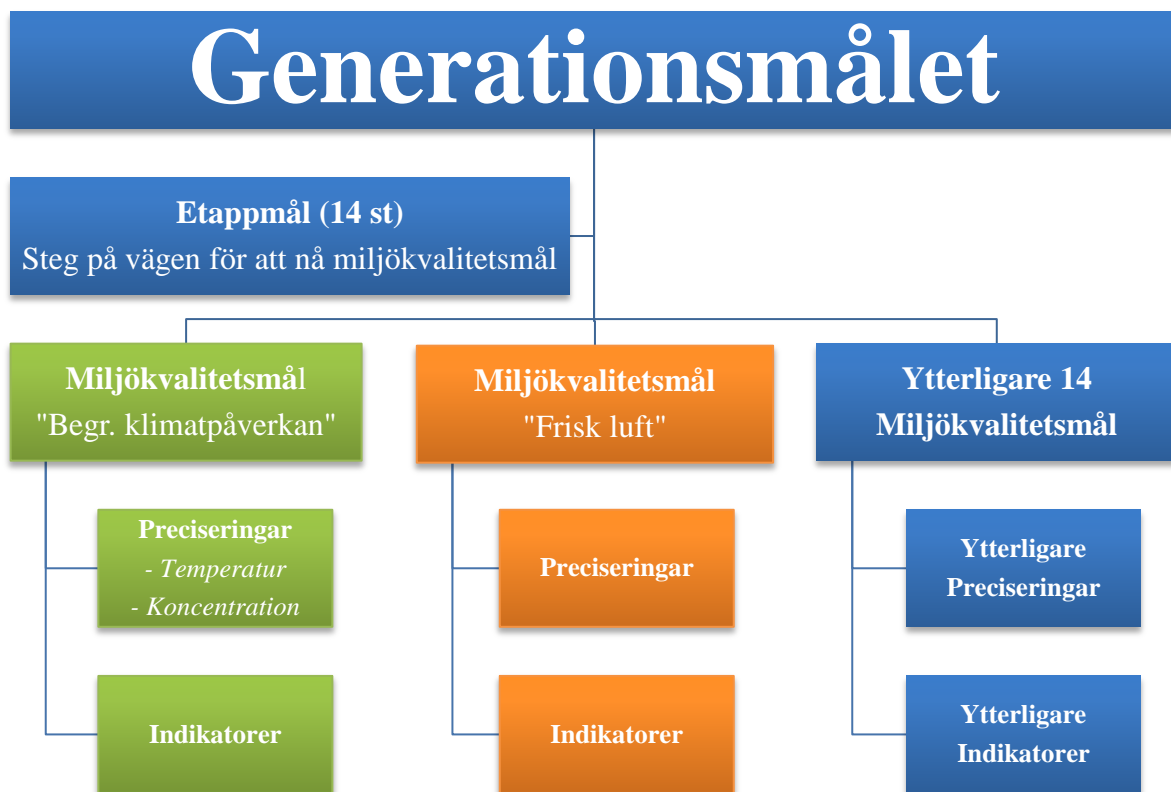 Generationsmålet
Etappmål (14 st)
Steg på vägen för att nå miljökvalitetsmål
Miljökvalitetsmål
"Begr. klimatpåverkan"
Preciseringar
- Temperatur
- Koncentration
Indikatorer
Miljökvalitetsmål
"Frisk luft"
Preciseringar
Indikatorer
Ytterligare 14
Miljökvalitetsmål
Ytterligare
Preciseringar
Ytterligare
Indikatorer